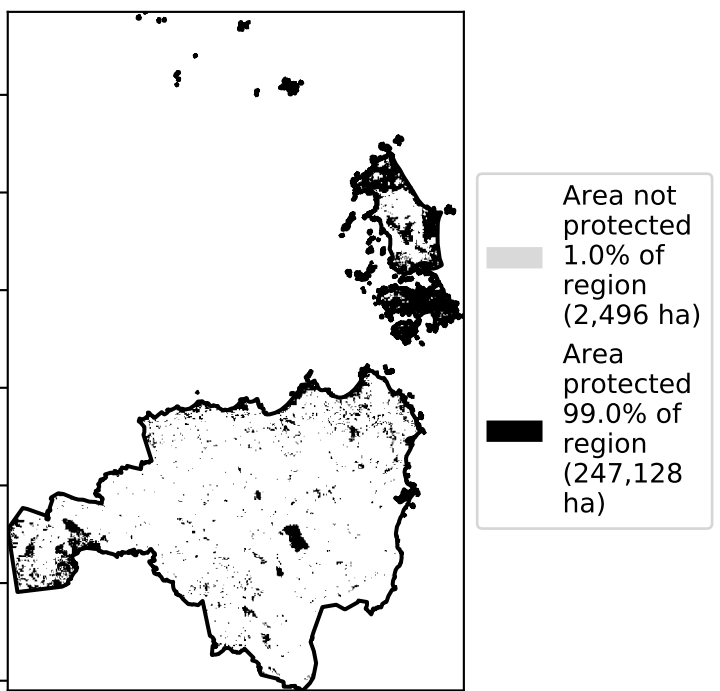 Area not
protected
1.0% of
region
(2,496 ha)
Area
protected
99.0% of
region
(247,128
ha)